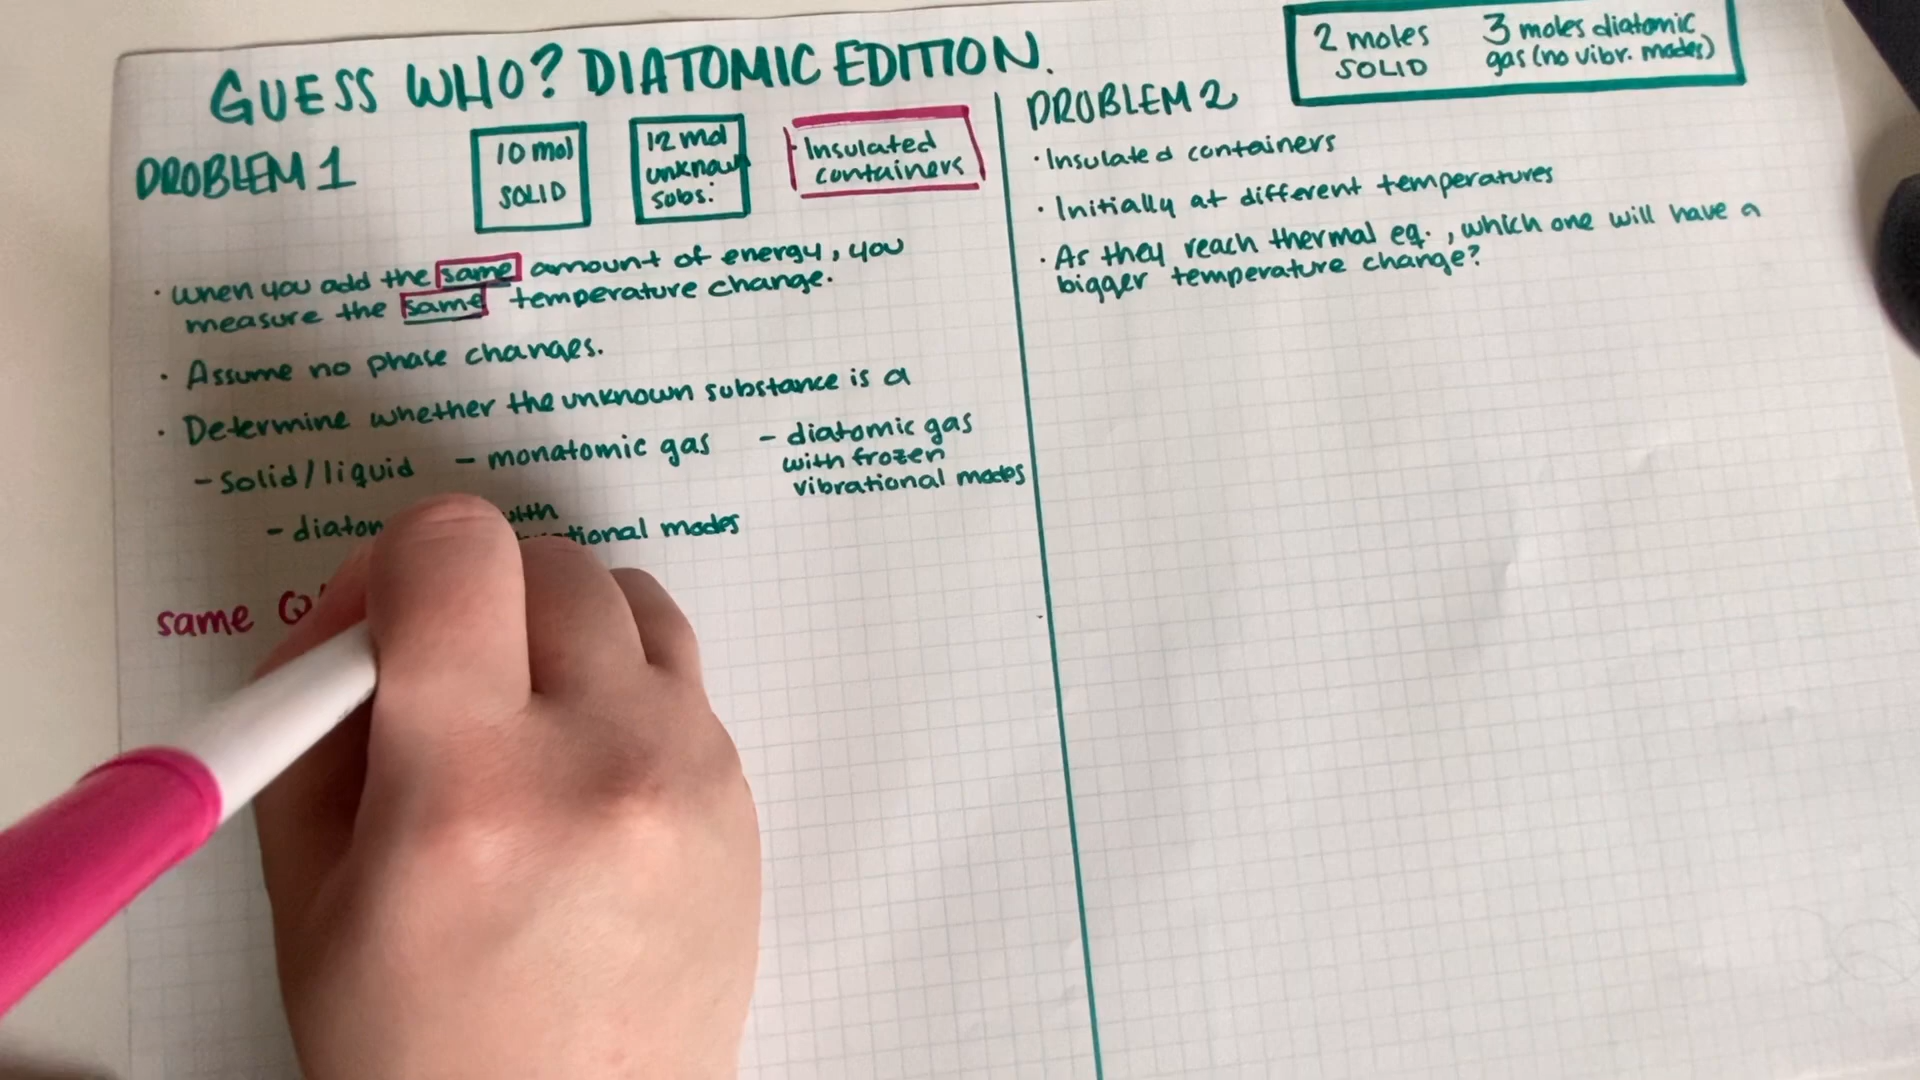 GUESS WHO? DIATOMIC EDITION.
PROBLEM 1
10 mol
SOLID
12 mol
unknown
subs:
Insulated
containers
· When you add the same amount of energy, you
measure the same temperature change.
· Assume no phase changes.
· Determine whether the unknown substance is a
- Solid/liquid
- monatomic gas
- diatomic gas
with frozen
vibrational modes
- diatom
with
tional modes
same Q
2 moles
SOLID
3 moles diatomic
gas (no vibr. modes)
PROBLEM 2
· Insulated containers
· Initially at different temperatures
· As they reach thermal eq., which one will have a
bigger temperature change?